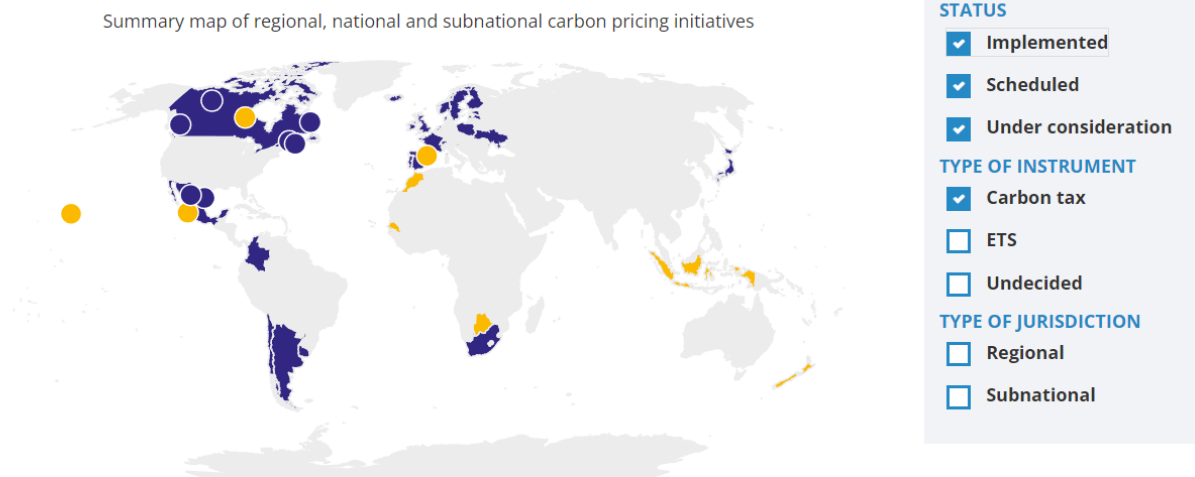 Summary map of regional, national and subnational carbon pricing initiatives
STATUS
Implemented
Scheduled
Under consideration
TYPE OF INSTRUMENT
Carbon tax
ETS
Undecided
TYPE OF JURISDICTION
Regional
Subnational